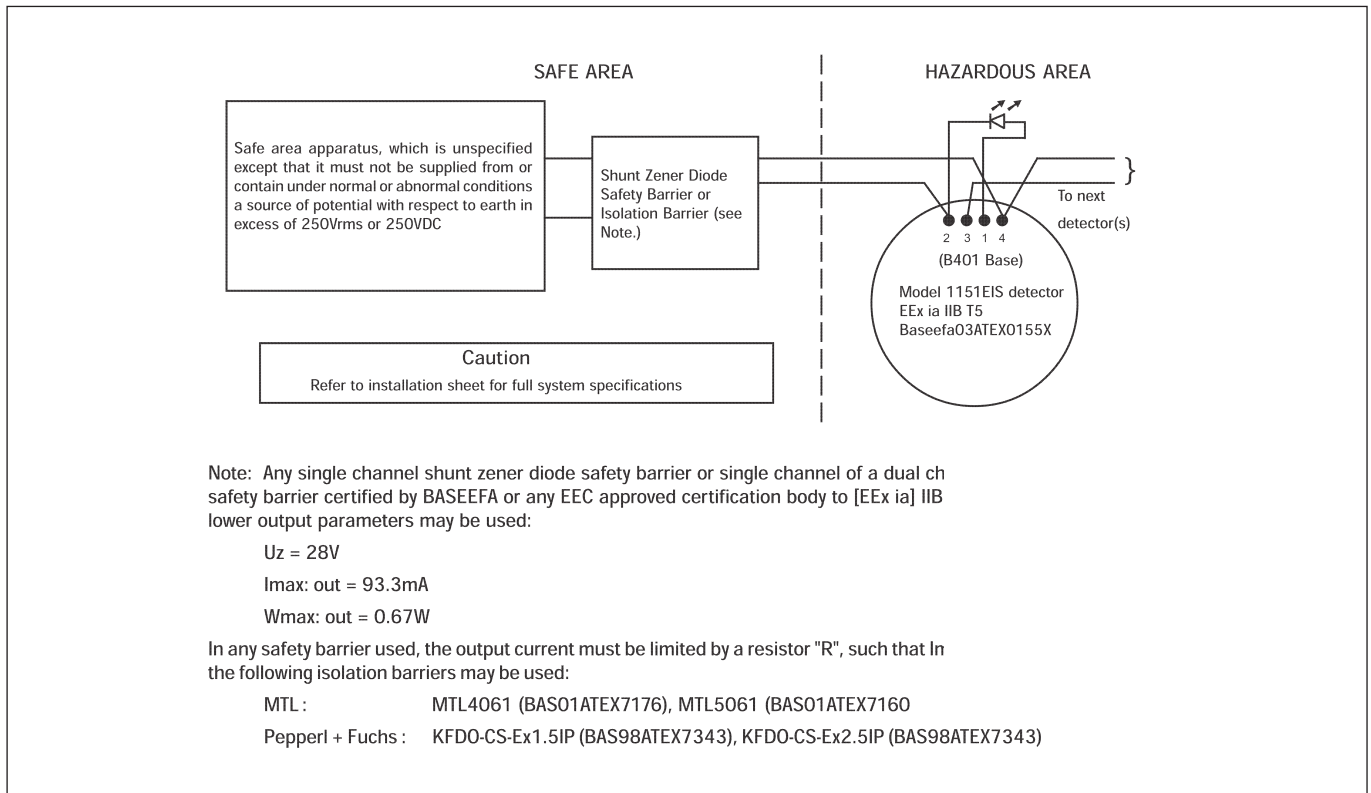 SAFE AREA
HAZARDOUS AREA
Safe area apparatus, which is unspecified
except that it must not be supplied from or
contain under normal or abnormal conditions
a source of potential with respect to earth in
excess of 250Vrms or 250VDC
Shunt Zener Diode
Safety Barrier or
Isolation Barrier (see
Note.)
}
To next
detector(s)
2 3 1 4
(B401 Base)
Model 1151EIS detector
EEx ia IIB T5
Baseefa03ATEX0155X
Caution
Refer to installation sheet for full system specifications
Note: Any single channel shunt zener diode safety barrier or single channel of a dual ch
safety barrier certified by BASEEFA or any EEC approved certification body to [EEx ia] IIB
lower output parameters may be used:
Uz = 28V
Imax: out = 93.3mA
Wmax: out = 0.67W
In any safety barrier used, the output current must be limited by a resistor "R", such that
the following isolation barriers may be used:
MTL : MTL4061 (BAS01ATEX7176), MTL5061 (BAS01ATEX7160
Pepperl + Fuchs : KFD0-CS-Ex1.5IP (BAS98ATEX7343), KFD0-CS-Ex2.5IP (BAS98ATEX7343)